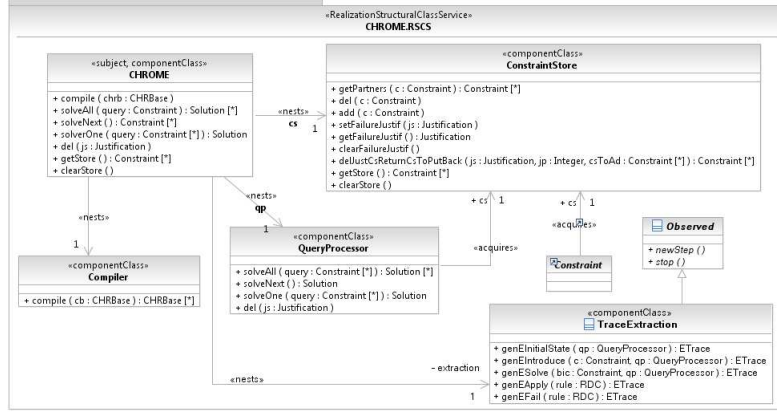 «RealizationStructuralClassService»
CHROME.RSCS
«subject, componentClass»
CHROME
+ compile ( chrb : CHRBase )
+ solveAll ( query : Constraint ) : Solution [*]
+ solveNext ( ) : Constraint [*]
+ solverOne ( query : Constraint [*] ) : Solution
+ del ( js : Justification )
+ getStore ( ) : Constraint [*]
+ clearStore ( )
«nests»
cs
1
«componentClass»
ConstraintStore
+ getPartners ( c : Constraint ) : Constraint [*]
+ del ( c : Constraint )
+ add ( c : Constraint )
+ setFailureJustif ( js : Justification )
+ getFailureJustif ( ) : Justification
+ clearFailureJustif ( )
+ delJustCsReturnCsToPutBack ( js : Justification, jp : Integer, csToAd : Constraint [*] ) : Constraint [*]
+ getStore ( ) : Constraint [*]
+ clearStore ( )
«nests»
1
«nests»
qp
1
+ cs 1
«acquires»
+ cs 1
«acquires»
«componentClass»
Compiler
+ compile ( cb : CHRBase ) : CHRBase [*]
«componentClass»
QueryProcessor
+ solveAll ( query : Constraint [*] ) : Solution [*]
+ solveNext ( ) : Solution
+ solveOne ( query : Constraint [*] ) : Solution
+ del ( js : Justification )
Constraint
Observed
+ newStep ( )
+ stop ( )
«componentClass»
TraceExtraction
+ genEInitialState ( qp : QueryProcessor ) : ETrace
+ genEIntroduce ( c : Constraint, qp : QueryProcessor ) : ETrace
+ genESolve ( bic : Constraint, qp : QueryProcessor ) : ETrace
+ genEApply ( rule : RDC ) : ETrace
+ genEFail ( rule : RDC ) : ETrace
«nests»
- extraction
1